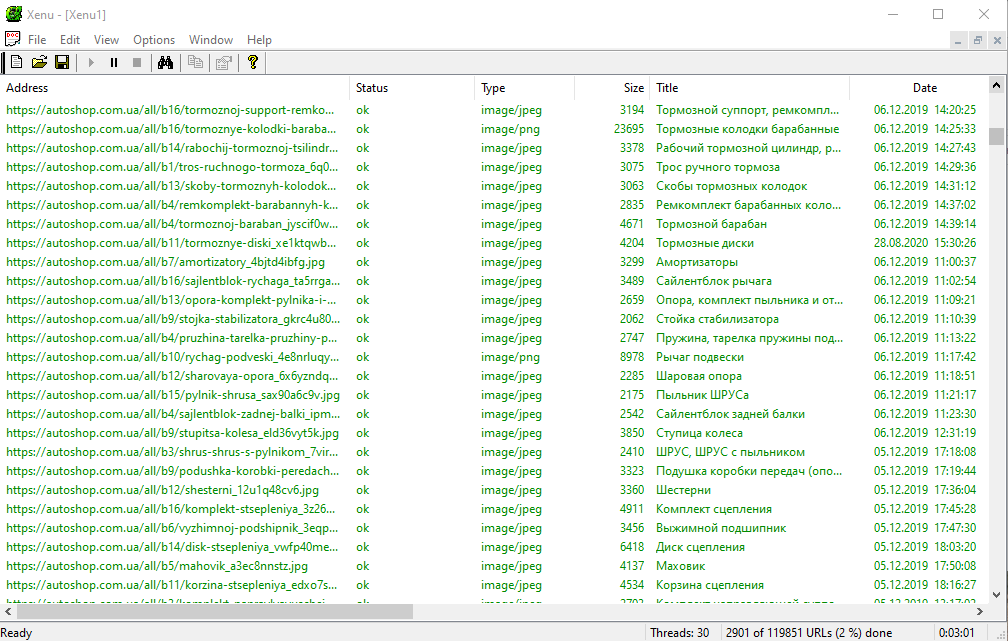 Xenu - [Xenu1]
File Edit View Options Window Help
Address Status Type Size Title Date
https://autoshop.com.ua/all/b16/tormoznoj-support-remko... ok image/jpeg 3194 Тормозной суппорт, ремкомпл... 06.12.2019 14:20:25
https://autoshop.com.ua/all/b16/tormoznye-kolodki-baraba... ok image/png 23695 Тормозные колодки барабанные 06.12.2019 14:25:33
https://autoshop.com.ua/all/b14/rabochij-tormoznoj-tsilindr... ok image/jpeg 3378 Рабочий тормозной цилиндр, р... 06.12.2019 14:27:43
https://autoshop.com.ua/all/b1/tros-ruchnogo-tormoza_6q0... ok image/jpeg 3075 Трос ручного тормоза 06.12.2019 14:29:36
https://autoshop.com.ua/all/b13/skoby-tormoznyh-kolodok... ok image/jpeg 3063 Скобы тормозных колодок 06.12.2019 14:31:12
https://autoshop.com.ua/all/b4/remkomplekt-barabannyh-k... ok image/jpeg 2835 Ремкомплект барабанных коло... 06.12.2019 14:37:02
https://autoshop.com.ua/all/b4/tormoznoj-baraban_jyscif0w... ok image/jpeg 4671 Тормозной барабан 06.12.2019 14:39:14
https://autoshop.com.ua/all/b11/tormoznye-diski_xe1ktqwb... ok image/jpeg 4204 Тормозные диски 28.08.2020 15:30:26
https://autoshop.com.ua/all/b7/amortizatory_4bjtd4ibfg.jpg ok image/jpeg 3299 Амортизаторы 06.12.2019 11:00:37
https://autoshop.com.ua/all/b16/sajlentblok-rychaga_ta5rrga... ok image/jpeg 3489 Сайлентблок рычага 06.12.2019 11:02:54
https://autoshop.com.ua/all/b13/opora-komplekt-pylnika-i-... ok image/jpeg 2659 Опора, комплект пыльника и от... 06.12.2019 11:09:21
https://autoshop.com.ua/all/b9/stojka-stabilizatora_gkrc4u80... ok image/jpeg 2062 Стойка стабилизатора 06.12.2019 11:10:39
https://autoshop.com.ua/all/b4/pruzhina-tarelka-pruzhiny-p... ok image/jpeg 2747 Пружина, тарелка пружины под... 06.12.2019 11:13:22
https://autoshop.com.ua/all/b10/rychag-podveski_4e8nrluqy... ok image/png 8978 Рычаг подвески 06.12.2019 11:17:42
https://autoshop.com.ua/all/b12/sharovaya-opora_6x6yzndq... ok image/jpeg 2285 Шаровая опора 06.12.2019 11:18:51
https://autoshop.com.ua/all/b15/pylnik-shrusa_sax90a6c9v.jpg ok image/jpeg 2175 Пыльник ШРУСа 06.12.2019 11:21:17
https://autoshop.com.ua/all/b4/sajlentblok-zadnej-balki_ipm... ok image/jpeg 2542 Сайлентблок задней балки 06.12.2019 11:23:30
https://autoshop.com.ua/all/b9/stupitsa-kolesa_eld36vyt5k.jpg ok image/jpeg 3850 Ступица колеса 06.12.2019 12:31:19
https://autoshop.com.ua/all/b3/shrus-shrus-s-pylnikom_7vir... ok image/jpeg 2410 ШРУС, ШРУС с пыльником 05.12.2019 17:18:08
https://autoshop.com.ua/all/b9/podushka-korobki-peredach... ok image/jpeg 3323 Подушка коробки передач (опо... 05.12.2019 17:19:44
https://autoshop.com.ua/all/b12/shesterni_12u1q48cv6.jpg ok image/jpeg 3360 Шестерни 05.12.2019 17:36:04
https://autoshop.com.ua/all/b16/komplekt-stsepleniya_3z26... ok image/jpeg 4911 Комплект сцепления 05.12.2019 17:45:28
https://autoshop.com.ua/all/b6/vyzhimnoj-podshipnik_3eqp... ok image/jpeg 3456 Выжимной подшипник 05.12.2019 17:47:30
https://autoshop.com.ua/all/b14/disk-stsepleniya_vwfp40me... ok image/jpeg 6418 Диск сцепления 05.12.2019 18:03:20
https://autoshop.com.ua/all/b5/mahovik_a3ec8nnstz.jpg ok image/jpeg 4137 Маховик 05.12.2019 17:50:08
https://autoshop.com.ua/all/b11/korzina-stsepleniya_edxo7s... ok image/jpeg 4534 Корзина сцепления 05.12.2019 18:16:27
Ready Threads: 30 2901 of 119851 URLs (2 %) done 0:03:01